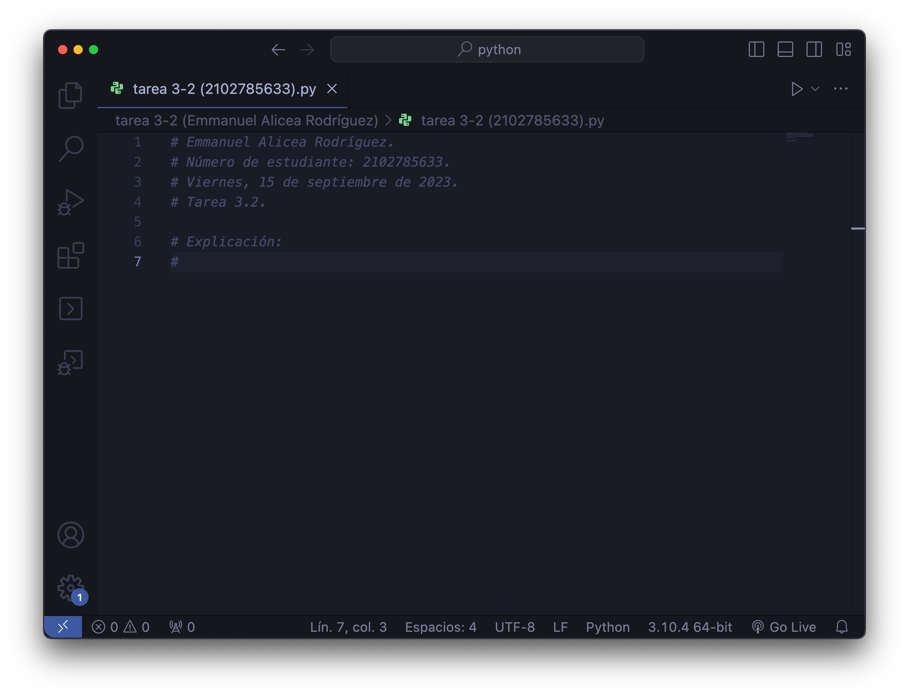 python
tarea 3-2 (2102785633).py
tarea 3-2 (Emmanuel Alicea Rodríguez) > tarea 3-2 (2102785633).py
1 # Emmanuel Alicea Rodríguez.
2 # Número de estudiante: 2102785633.
3 # Viernes, 15 de septiembre de 2023.
4 # Tarea 3.2.
5
6 # Explicación:
7 #
1
0 0 0 Lín. 7, col. 3 Espacios: 4 UTF-8 LF Python 3.10.4 64-bit Go Live